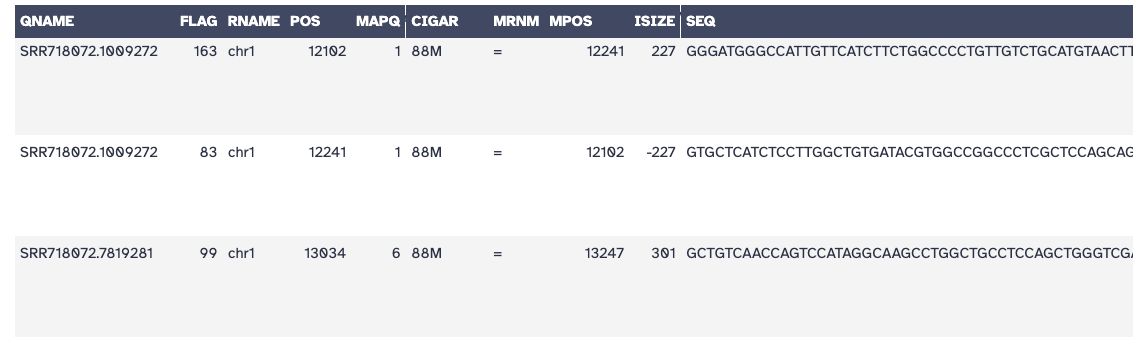 QNAME FLAG RNAME POS MAPQ CIGAR MRNM MPOS ISIZE SEQ
SRR718072.1009272 163 chr1 12102 1 88M = 12241 227 GGGATGGGCCATTGTTCATCTTCTGGCCCCTGTTGTCTGCATGTAACTT
SRR718072.1009272 83 chr1 12241 1 88M = 12102 -227 GTGCTCATCTCCTTGGCTGTGATACGTGGCCGGCCCTCGCTCCAGCAG
SRR718072.7819281 99 chr1 13034 6 88M = 13247 301 GCTGTCAACCAGTCCATAGGCAAGCCTGGCTGCCTCCAGCTGGGTCGA